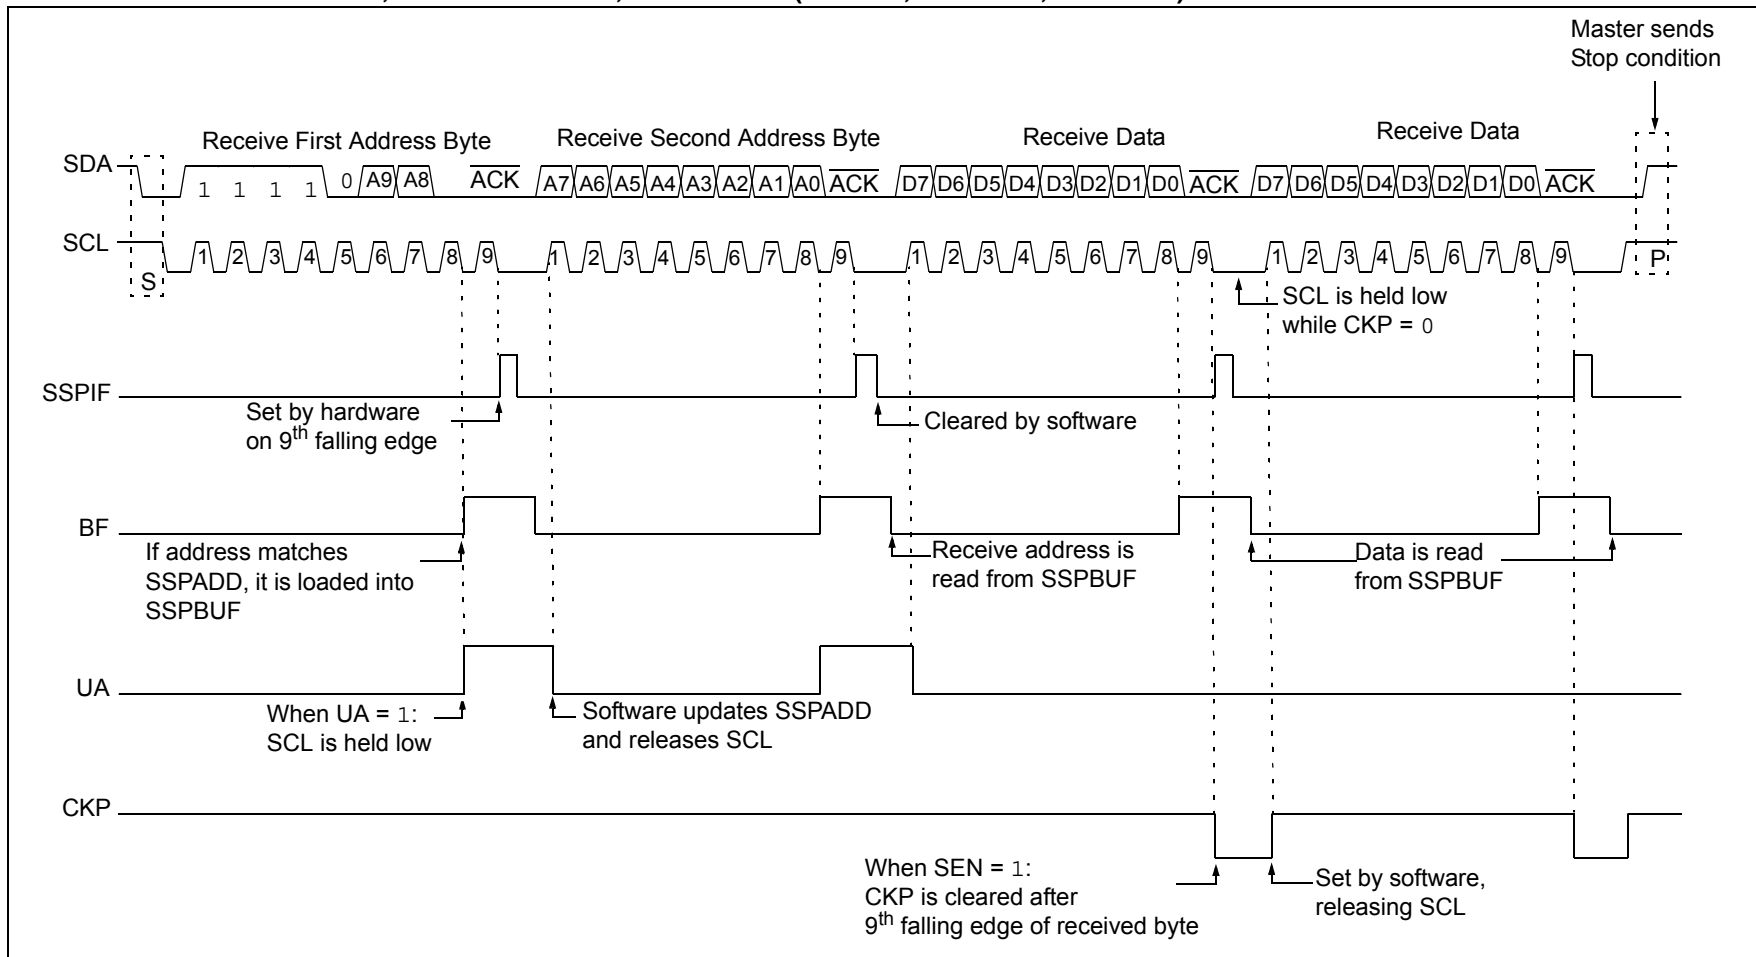 Master sends
Stop condition
Receive First Address Byte
Receive Second Address Byte
Receive Data
Receive Data
SDA
1 1 1 1 0 A9 A8 ACK A7 A6 A5 A4 A3 A2 A1 A0 ACK D7 D6 D5 D4 D3 D2 D1 D0 ACK D7 D6 D5 D4 D3 D2 D1 D0 ACK
SCL
S
1 2 3 4 5 6 7 8 9 1 2 3 4 5 6 7 8 9 1 2 3 4 5 6 7 8 9 1 2 3 4 5 6 7 8 9
P
SCL is held low
while CKP = 0
SSPIF
Set by hardware
on 9th falling edge
Cleared by software
BF
If address matches
SSPADD, it is loaded into
SSPBUF
Receive address is
read from SSPBUF
Data is read
from SSPBUF
UA
When UA = 1:
SCL is held low
Software updates SSPADD
and releases SCL
CKP
When SEN = 1:
CKP is cleared after
9th falling edge of received byte
Set by software,
releasing SCL